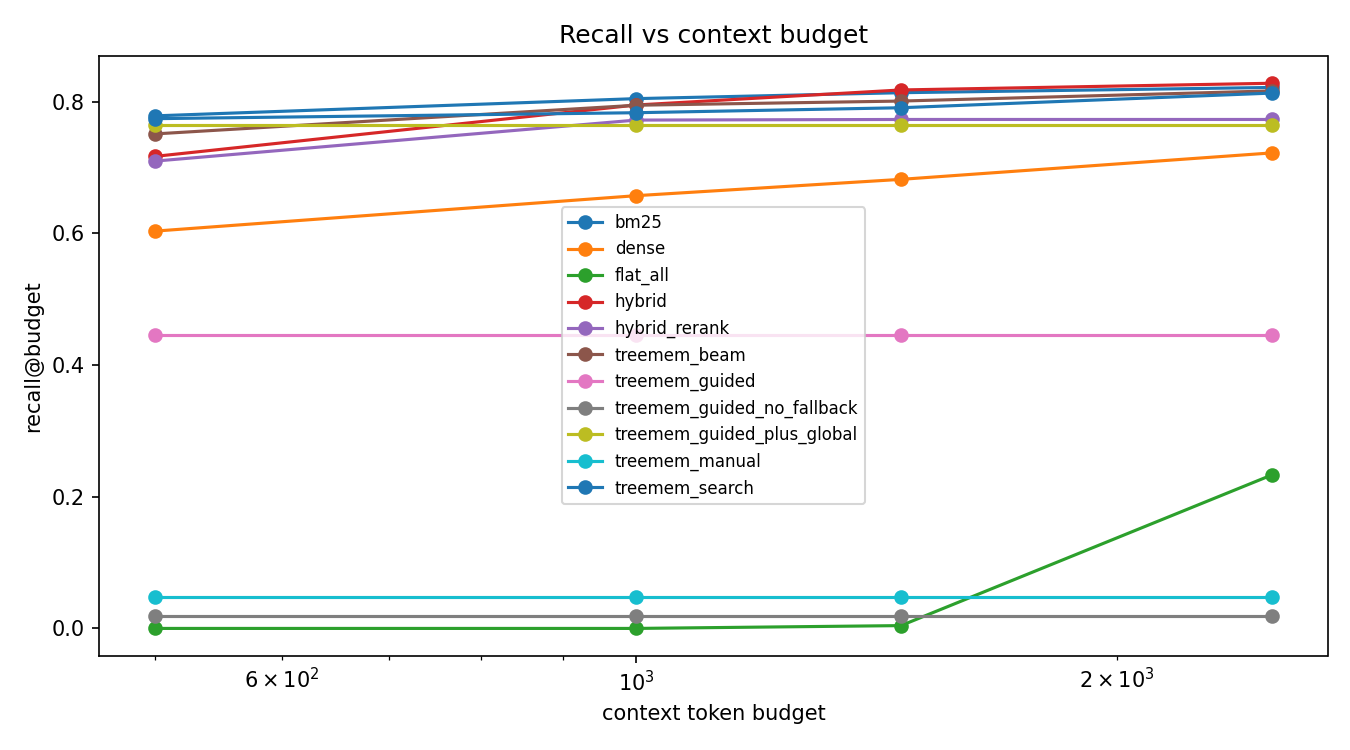 Recall vs context budget
recall@budget
0.8
0.6
0.4
0.2
0.0
bm25
dense
flat_all
hybrid
hybrid_rerank
treemem_beam
treemem_guided
treemem_guided_no_fallback
treemem_guided_plus_global
treemem_manual
treemem_search
6 × 10²
10³
2 × 10³
context token budget